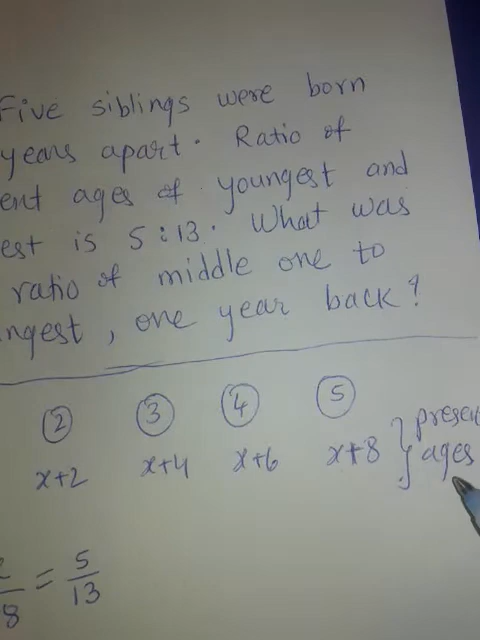 Five siblings were born
years apart. Ratio of
ent ages of youngest and
est is 5:13. What was
ratio of middle one to
ngest, one year back?
② ③ ④ ⑤
x+2 x+4 x+6 x+8 } presen
ages
8 = 5/13